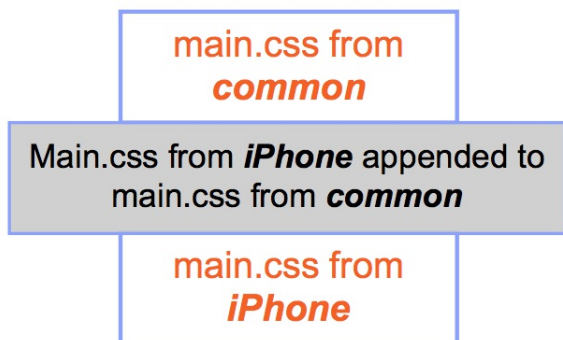 main.css from
common
Main.css from iPhone appended to
main.css from common
main.css from
iPhone